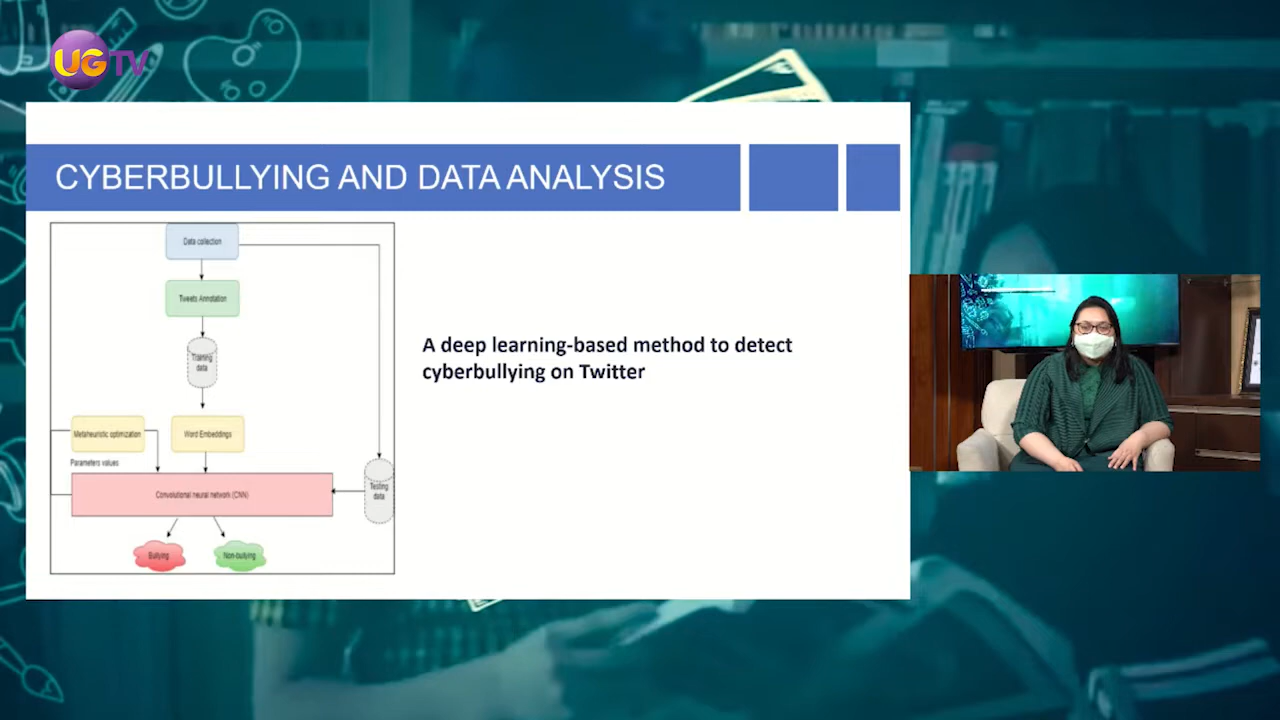 UGTV
CYBERBULLYING AND DATA ANALYSIS
Data collection
Tweets Annotation
Training
data
Metaheuristic optimization
Word Embeddings
Parameters values
Convolutional neural network (CNN)
Testing
data
Bullying
Non-bullying
A deep learning-based method to detect
cyberbullying on Twitter